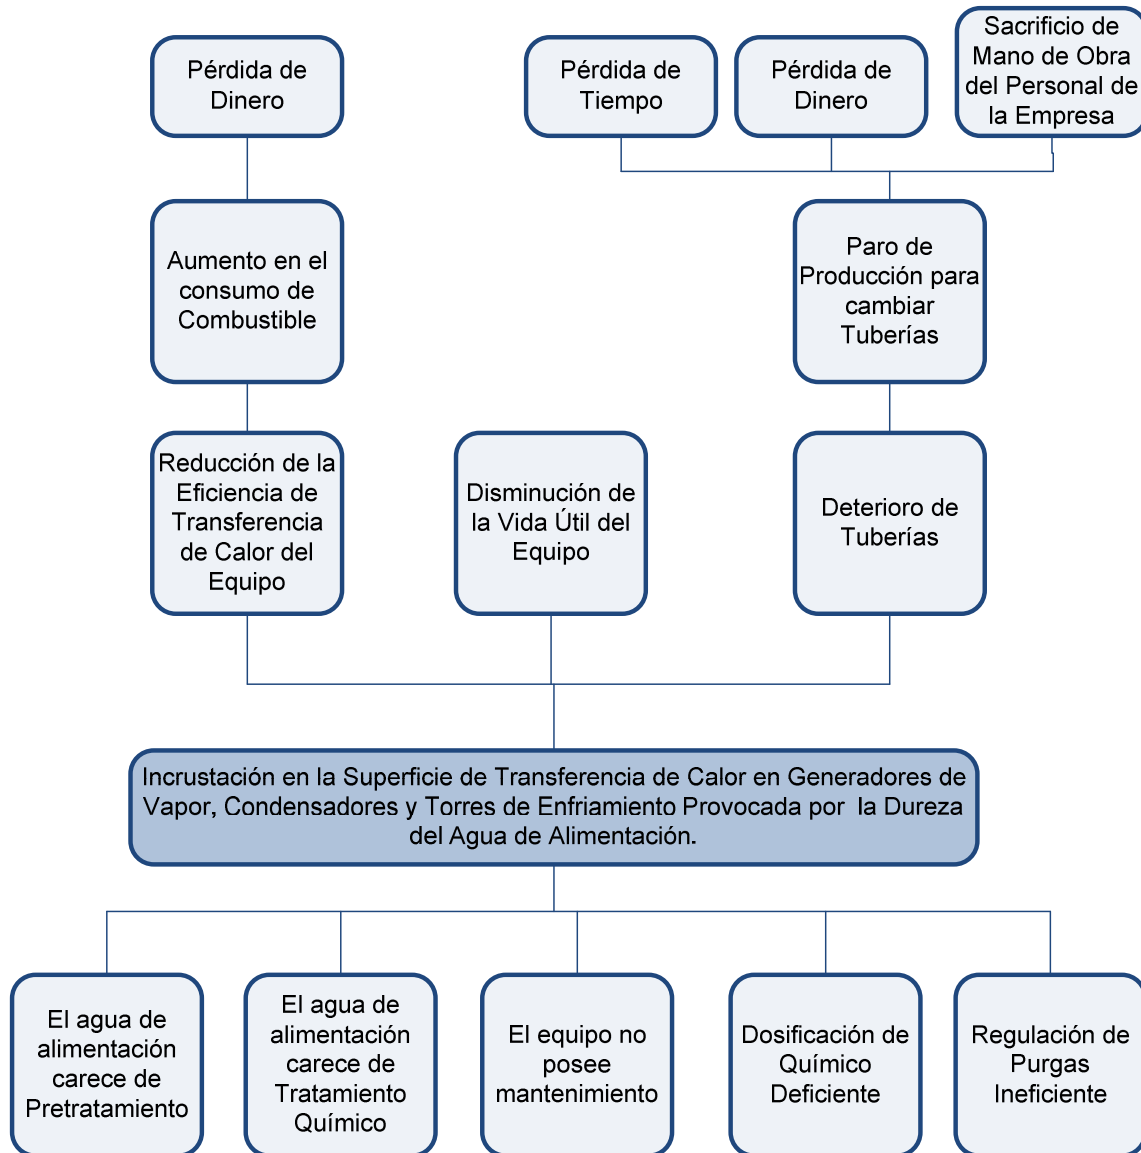 Pérdida de
Dinero
Pérdida de
Tiempo
Pérdida de
Dinero
Sacrificio de
Mano de Obra
del Personal de
la Empresa
Aumento en el
consumo de
Combustible
Paro de
Producción para
cambiar
Tuberías
Reducción de la
Eficiencia de
Transferencia
de Calor del
Equipo
Disminución de
la Vida Útil del
Equipo
Deterioro de
Tuberías
Incrustación en la Superficie de Transferencia de Calor en Generadores de
Vapor, Condensadores y Torres de Enfriamiento Provocada por la Dureza
del Agua de Alimentación.
El agua de
alimentación
carece de
Pretratamiento
El agua de
alimentación
carece de
Tratamiento
Químico
El equipo no
posee
mantenimiento
Dosificación de
Químico
Deficiente
Regulación de
Purgas
Ineficiente